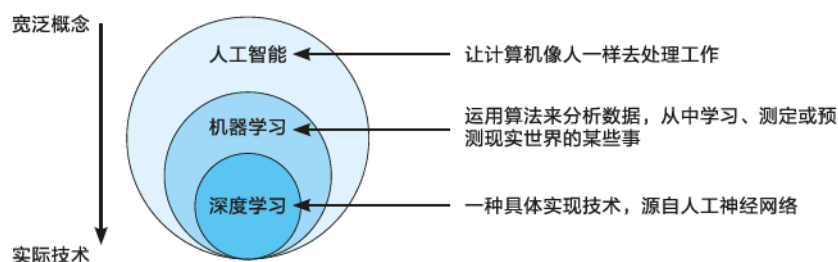 宽泛概念
人工智能
让计算机像人一样去处理工作
机器学习
运用算法来分析数据，从中学习、测定或预
测现实世界的某些事
深度学习
一种具体实现技术，源自人工神经网络
实际技术